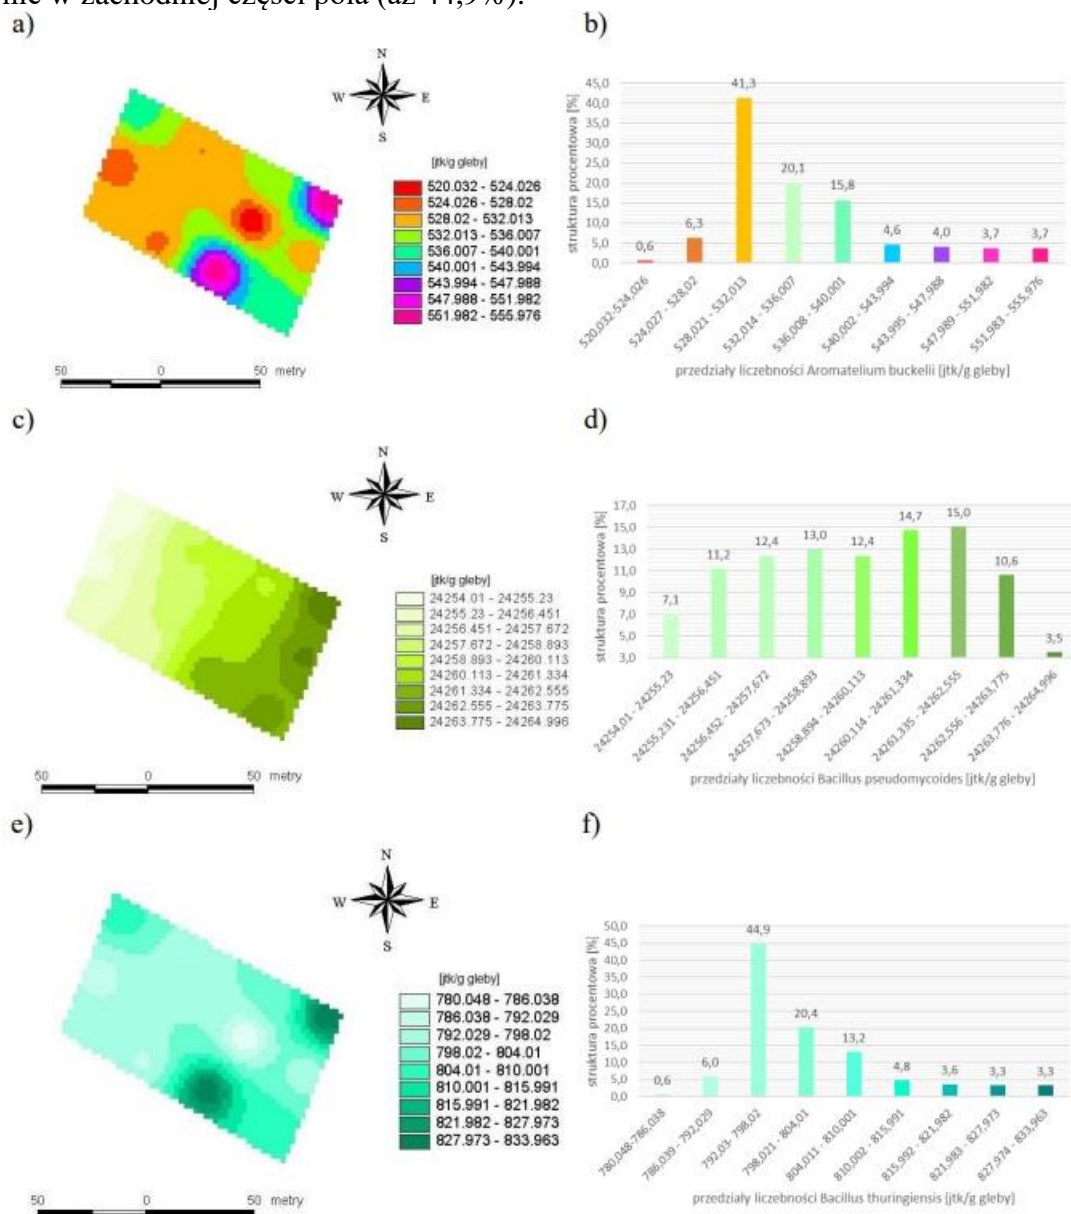 nie w zachodniej części pola (aż 44,9%).
a)
N
W
E
S
[jtk/g gleby]
520.032 - 524.026
524.026 - 528.02
528.02 - 532.013
532.013 - 536.007
536.007 - 540.001
540.001 - 543.994
543.994 - 547.988
547.988 - 551.982
551.982 - 555.976
50
0
50
metry
b)
struktura procentowa [%]
45,0
40,0
35,0
30,0
25,0
20,0
15,0
10,0
5,0
0,0
0,6
6,3
41,3
20,1
15,8
4,6
4,0
3,7
3,7
520,032-524,026
524,027 - 528,02
528,021 - 532,013
532,014 - 536,007
536,008 - 540,001
540,002 - 543,994
543,995 - 547,988
547,989 - 551,982
551,983 - 555,976
przedziały liczebności Aromatelium buckelii [jtk/g gleby]
c)
N
W
E
S
[jtk/g gleby]
24254.01 - 24255.23
24255.23 - 24256.451
24256.451 - 24257.672
24257.672 - 24258.893
24258.893 - 24260.113
24260.113 - 24261.334
24261.334 - 24262.555
24262.555 - 24263.775
24263.775 - 24264.996
50
0
50
metry
d)
struktura procentowa [%]
17,0
15,0
13,0
11,0
9,0
7,0
5,0
3,0
7,1
11,2
12,4
13,0
12,4
14,7
15,0
10,6
3,5
24254,01 - 24255,23
24255,231 - 24256,451
24256,452 - 24257,672
24257,673 - 24258,893
24258,894 - 24260,113
24260,114 - 24261,334
24261,335 - 24262,555
24262,556 - 24263,775
24263,776 - 24264,996
przedziały liczebności Bacillus pseudomycoides [jtk/g gleby]
e)
N
W
E
S
[jtk/g gleby]
780.048 - 786.038
786.038 - 792.029
792.029 - 798.02
798.02 - 804.01
804.01 - 810.001
810.001 - 815.991
815.991 - 821.982
821.982 - 827.973
827.973 - 833.963
50
0
50
metry
f)
struktura procentowa [%]
50,0
45,0
40,0
35,0
30,0
25,0
20,0
15,0
10,0
5,0
0,0
0,6
6,0
44,9
20,4
13,2
4,8
3,6
3,3
3,3
780,048-786,038
786,039 - 792,029
792,03- 798,02
798,021 - 804,01
804,011 - 810,001
810,002 - 815,991
815,992 - 821,982
821,983 - 827,973
827,974 - 833,963
przedziały liczebności Bacillus thuringiensis [jtk/g gleby]